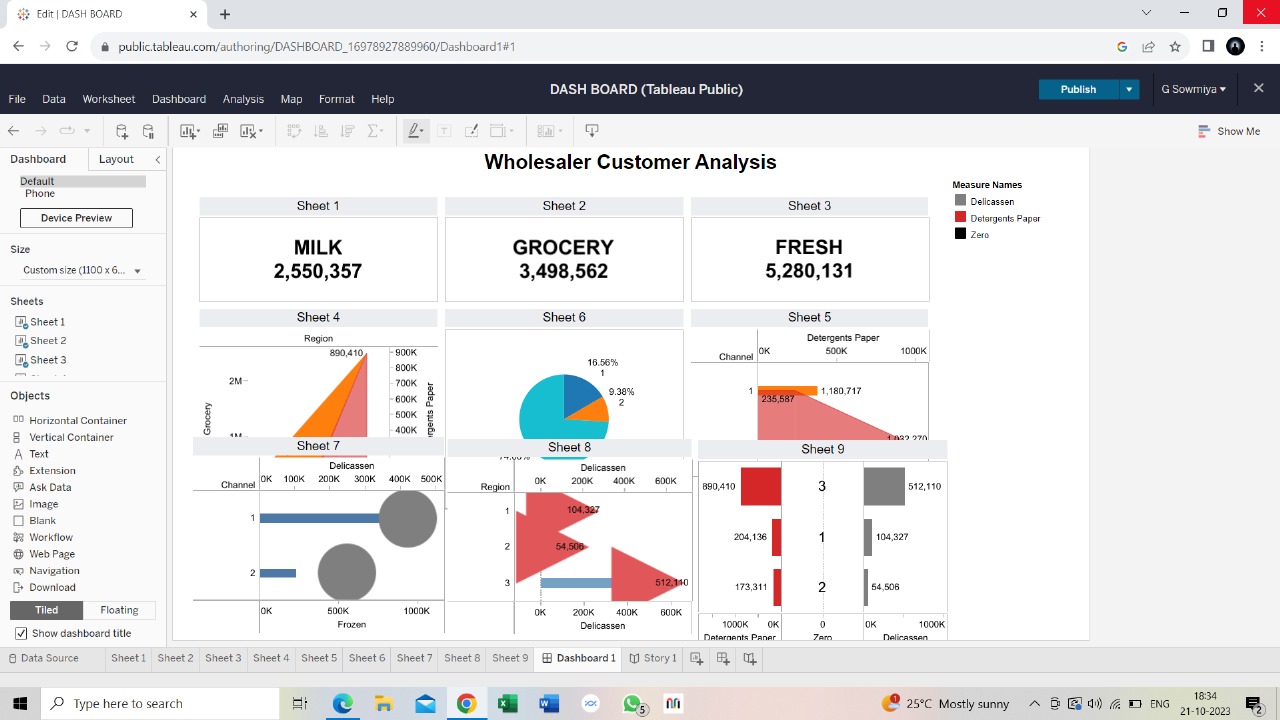 Edit | DASH BOARD
public.tableau.com/authoring/DASHBOARD_16978927889960/Dashboard1#1
DASH BOARD (Tableau Public)
Publish
G Sowmiya
File Data Worksheet Dashboard Analysis Map Format Help
Show Me
Dashboard Layout
Default
Phone
Device Preview
Size
Custom size (1100 x 6...
Sheets
Sheet 1
Sheet 2
Sheet 3
Objects
Horizontal Container
Vertical Container
Text
Extension
Ask Data
Image
Blank
Workflow
Web Page
Navigation
Download
Tiled Floating
Show dashboard title
Wholesaler Customer Analysis
Measure Names
Delicassen
Detergents Paper
Zero
Sheet 1
MILK
2,550,357
Sheet 2
GROCERY
3,498,562
Sheet 3
FRESH
5,280,131
Sheet 4
Region
890,410
900K
800K
700K
600K
500K
400K
2M
1M
Grocery
Sheet 6
16.56%
1
9.38%
2
Sheet 5
Detergents Paper
Channel 0K 500K 1000K
1
1,180,717
235,587
1,032,270
Sheet 7
Delicassen
Channel 0K 100K 200K 300K 400K 500K
1
2
0K 500K 1000K
Frozen
Sheet 8
Delicassen
Region 0K 200K 400K 600K
1 104,327
2 54,506
3 512,110
0K 200K 400K 600K
Delicassen
Sheet 9
890,410 3 512,110
204,136 1 104,327
173,311 2 54,506
1000K 0K 0 0K 1000K
Detergents Paper Zero Delicassen
Data Source Sheet 1 Sheet 2 Sheet 3 Sheet 4 Sheet 5 Sheet 6 Sheet 7 Sheet 8 Sheet 9 Dashboard 1 Story 1
Type here to search
5
1
25°C Mostly sunny
ENG
18:34
21-10-2023
2